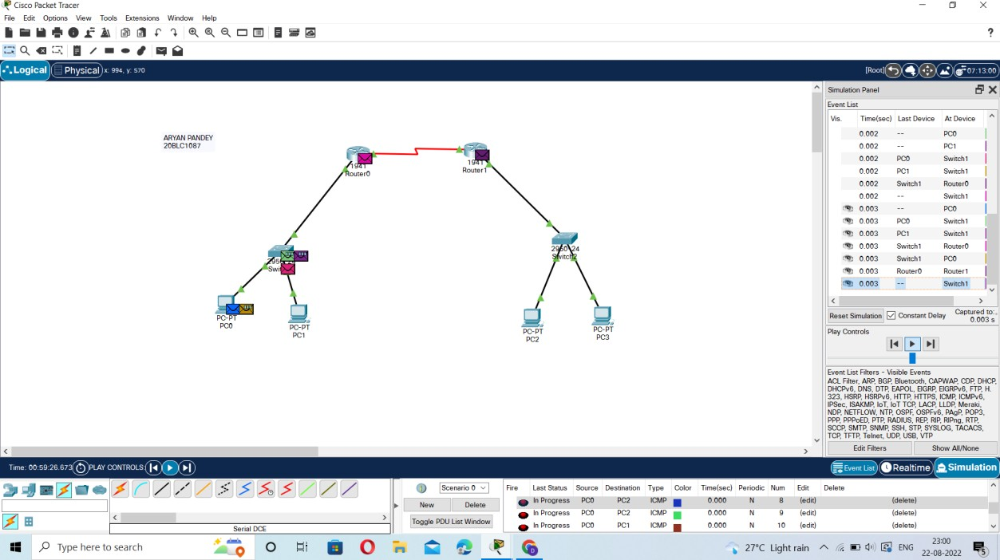 Cisco Packet Tracer
File Edit Options View Tools Extensions Window Help
?
Logical Physical x: 994, y: 570 [Root] 07:13:00
Simulation Panel
Event List
Vis. Time(sec) Last Device At Device
0.002 -- PC0
0.002 -- PC1
0.002 PC0 Switch1
0.002 PC1 Switch1
0.002 Switch1 Router0
0.002 -- Switch1
0.003 -- PC0
0.003 PC0 Switch1
0.003 PC1 Switch1
0.003 Switch1 Router0
0.003 Switch1 PC0
0.003 Router0 Router1
0.003 -- Switch1
Reset Simulation Constant Delay Captured to:
0.003 s
Play Controls
Event List Filters - Visible Events
ACL Filter, ARP, BGP, Bluetooth, CAPWAP, CDP, DHCP,
DHCPv6, DNS, DTP, EAPOL, EIGRP, EIGRPv6, FTP, H.
323, HSRP, HSRPv6, HTTP, HTTPS, ICMP, ICMPv6,
IPSec, ISAKMP, IoT, IoT TCP, LACP, LLDP, Meraki,
NDP, NETFLOW, NTP, OSPF, OSPFv6, PAgP, POP3,
PPP, PPPoED, PTP, RADIUS, REP, RIP, RIPng, RTP,
SCCP, SMTP, SNMP, SSH, STP, SYSLOG, TACACS,
TCP, TFTP, Telnet, UDP, USB, VTP
Edit Filters Show All/None
ARYAN PANDEY
20BLC1087
1941
Router0
1941
Router1
2950-24
Switch2
PC-PT
PC0
PC-PT
PC1
PC-PT
PC2
PC-PT
PC3
Time: 00:59:26.673 PLAY CONTROLS:
Event List Realtime Simulation
Serial DCE
Scenario 0
New Delete
Toggle PDU List Window
Fire Last Status Source Destination Type Color Time(sec) Periodic Num Edit Delete
In Progress PC0 PC2 ICMP 0.000 N 8 (edit) (delete)
In Progress PC0 PC2 ICMP 0.000 N 9 (edit) (delete)
In Progress PC0 PC1 ICMP 0.000 N 10 (edit) (delete)
Type here to search
27°C Light rain
ENG
23:00
22-08-2022
5